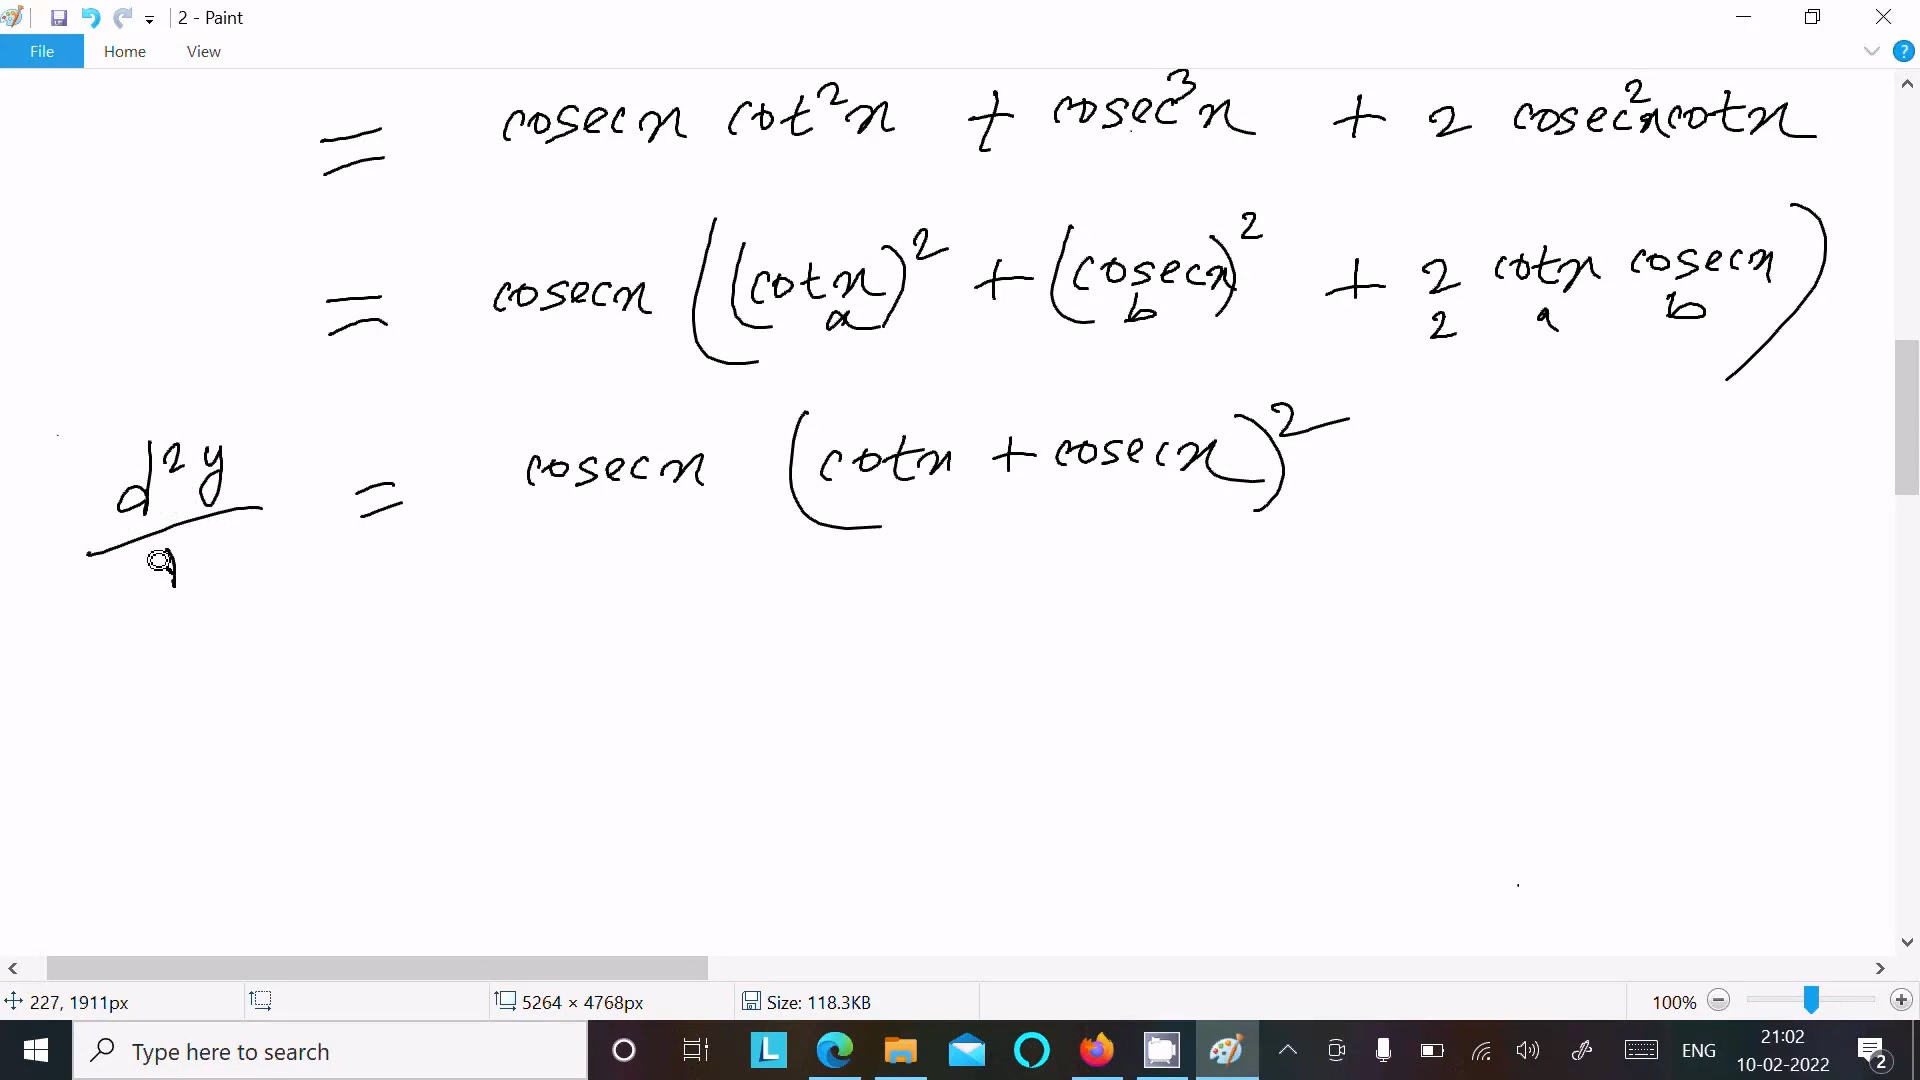 2 - Paint
File Home View
= cosecx cot²x + cosec³x + 2 cosec²xcotx
= cosecx ((cotx)² + (cosecx)² + 2 cotx cosecx)
a b 2 a b
d²y = cosecx (cotx + cosecx)²
227, 1911px 5264 × 4768px Size: 118.3KB 100%
Type here to search L ENG 21:02
10-02-2022 2